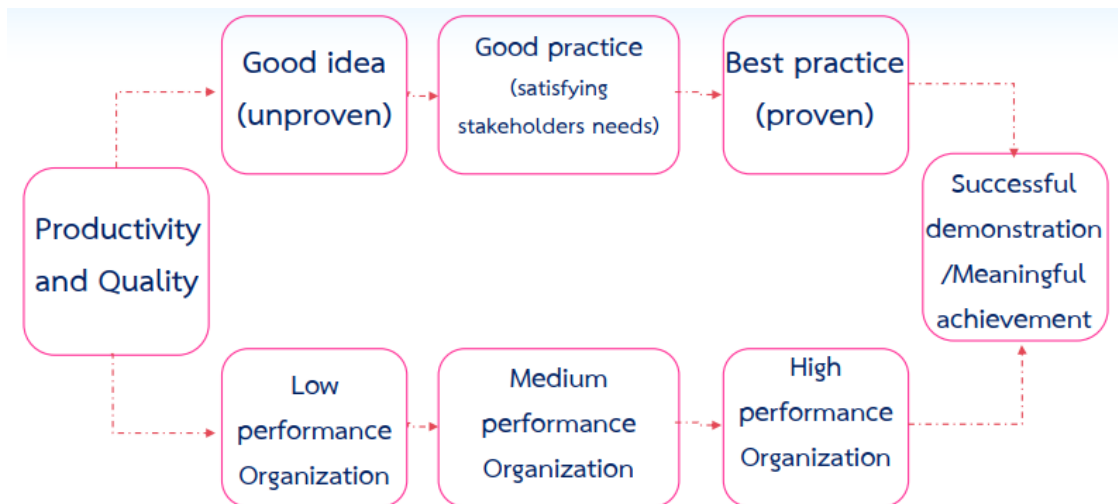 Good idea
(unproven)
Good practice
(satisfying
stakeholders needs)
Best practice
(proven)
Productivity
and Quality
Successful
demonstration
/Meaningful
achievement
Low
performance
Organization
Medium
performance
Organization
High
performance
Organization